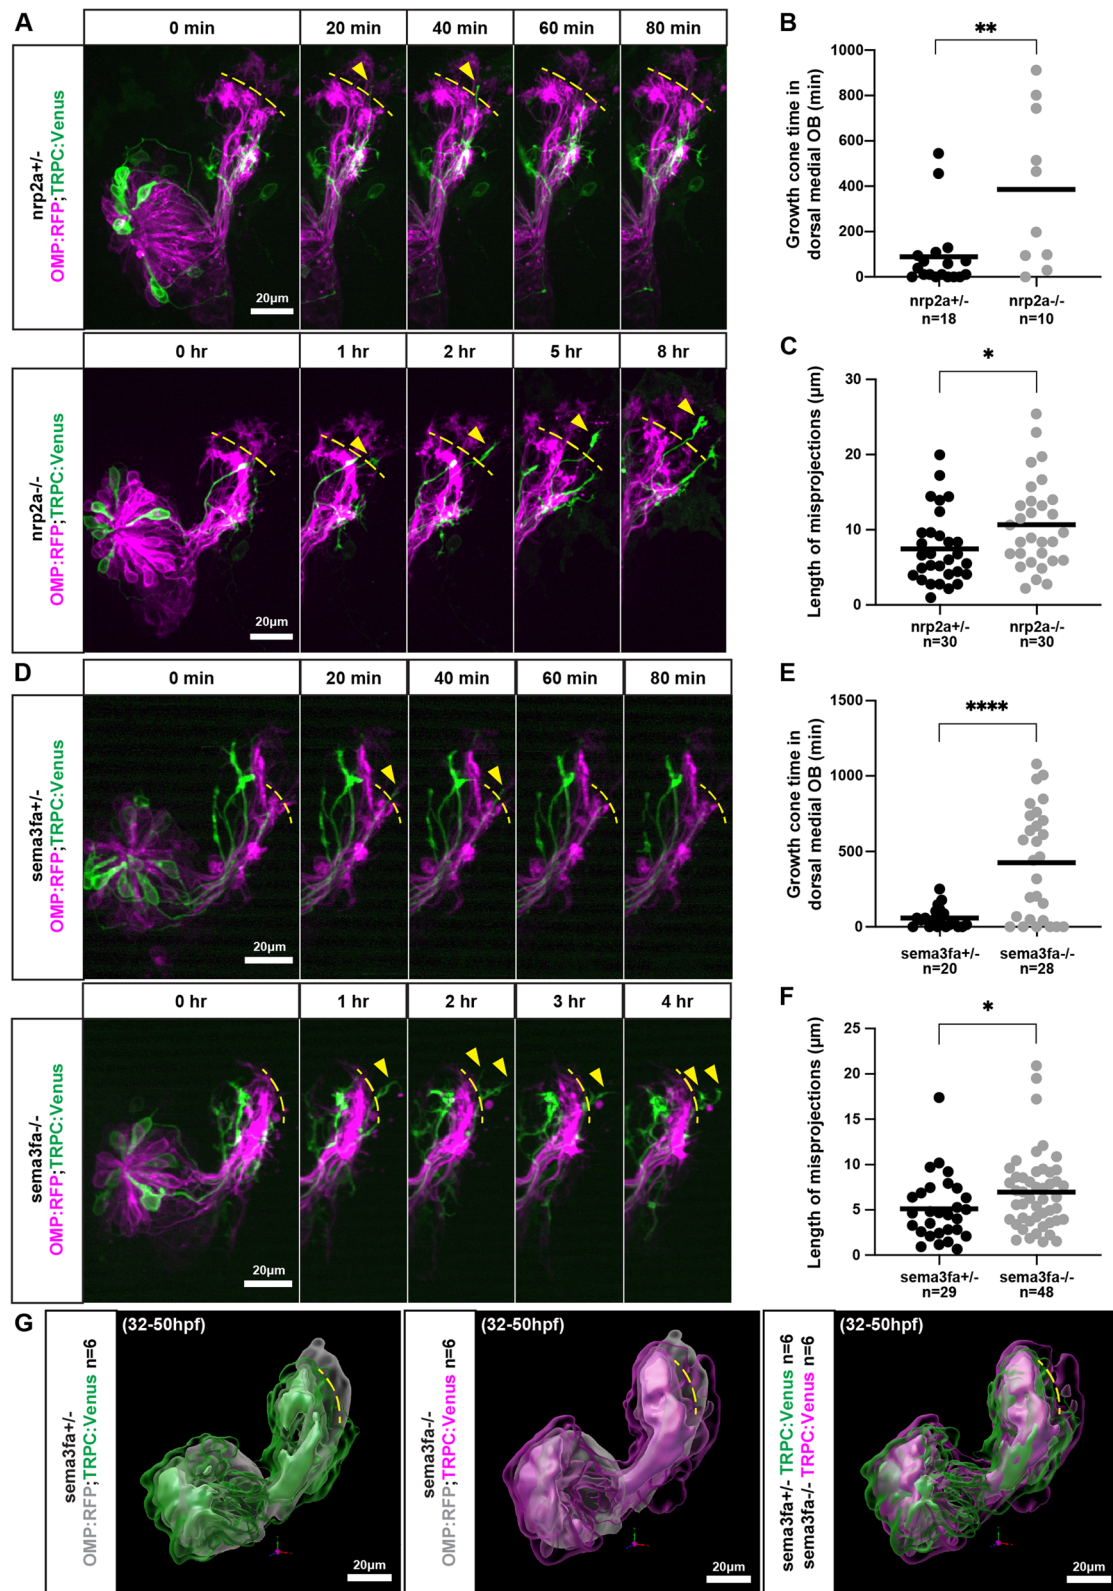 A
0 min
20 min
40 min
60 min
80 min
nrp2a+/-
OMP:RFP;TRPC:Venus
20µm
0 hr
1 hr
2 hr
5 hr
8 hr
nrp2a-/-
OMP:RFP;TRPC:Venus
20µm
B
**
Growth cone time in
dorsal medial OB (min)
1000
800
600
400
200
0
nrp2a+/-
n=18
nrp2a-/-
n=10
C
*
Length of misprojections (µm)
30
20
10
0
nrp2a+/-
n=30
nrp2a-/-
n=30
D
0 min
20 min
40 min
60 min
80 min
sema3fa+/-
OMP:RFP;TRPC:Venus
20µm
0 hr
1 hr
2 hr
3 hr
4 hr
sema3fa-/-
OMP:RFP;TRPC:Venus
20µm
E
****
Growth cone time in
dorsal medial OB (min)
1500
1000
500
0
sema3fa+/-
n=20
sema3fa-/-
n=28
F
*
Length of misprojections (µm)
25
20
15
10
5
0
sema3fa+/-
n=29
sema3fa-/-
n=48
G
sema3fa+/-
OMP:RFP;TRPC:Venus n=6
(32-50hpf)
20µm
sema3fa-/-
OMP:RFP;TRPC:Venus n=6
(32-50hpf)
20µm
sema3fa+/- TRPC:Venus n=6
sema3fa-/- TRPC:Venus n=6
(32-50hpf)
20µm